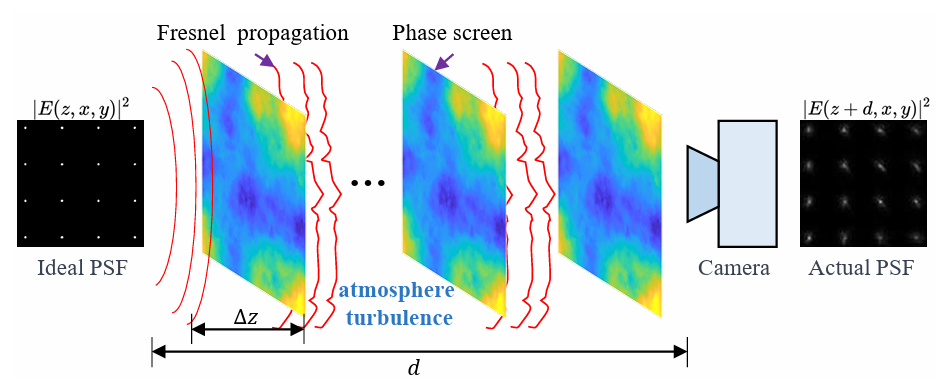 Fresnel propagation
Phase screen
|E(z, x, y)|²
|E(z + d, x, y)|²
...
Ideal PSF
atmosphere
turbulence
Camera
Actual PSF
Δz
d